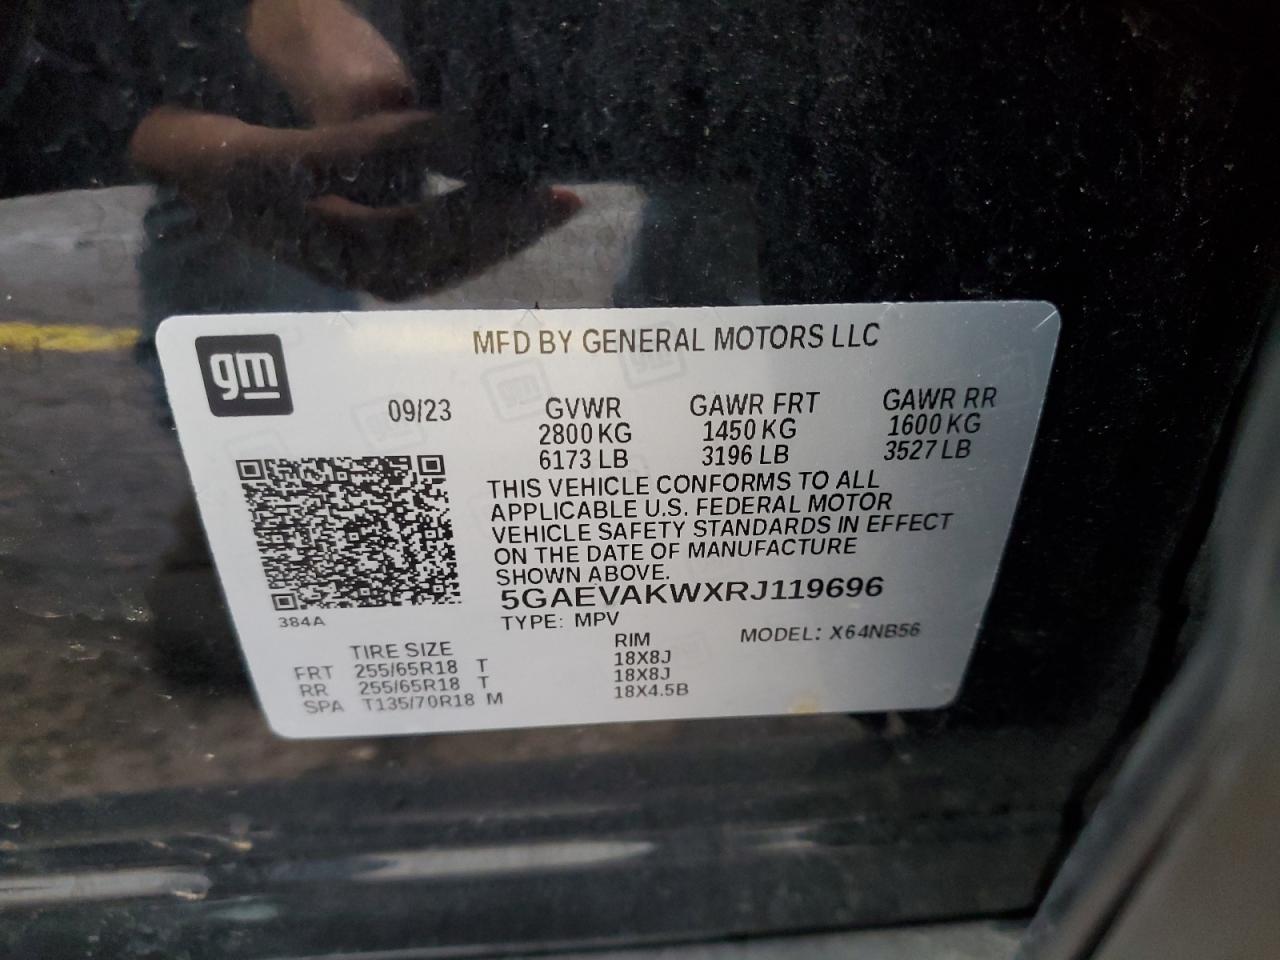 gm
MFD BY GENERAL MOTORS LLC
09/23 GVWR GAWR FRT GAWR RR
2800 KG 1450 KG 1600 KG
6173 LB 3196 LB 3527 LB
THIS VEHICLE CONFORMS TO ALL
APPLICABLE U.S. FEDERAL MOTOR
VEHICLE SAFETY STANDARDS IN EFFECT
ON THE DATE OF MANUFACTURE
SHOWN ABOVE.
5GAEVAKWXRJ119696
384A
TYPE: MPV
MODEL: X64NB56
TIRE SIZE RIM
FRT 255/65R18 T 18X8J
RR 255/65R18 T 18X8J
SPA T135/70R18 M 18X4.5B